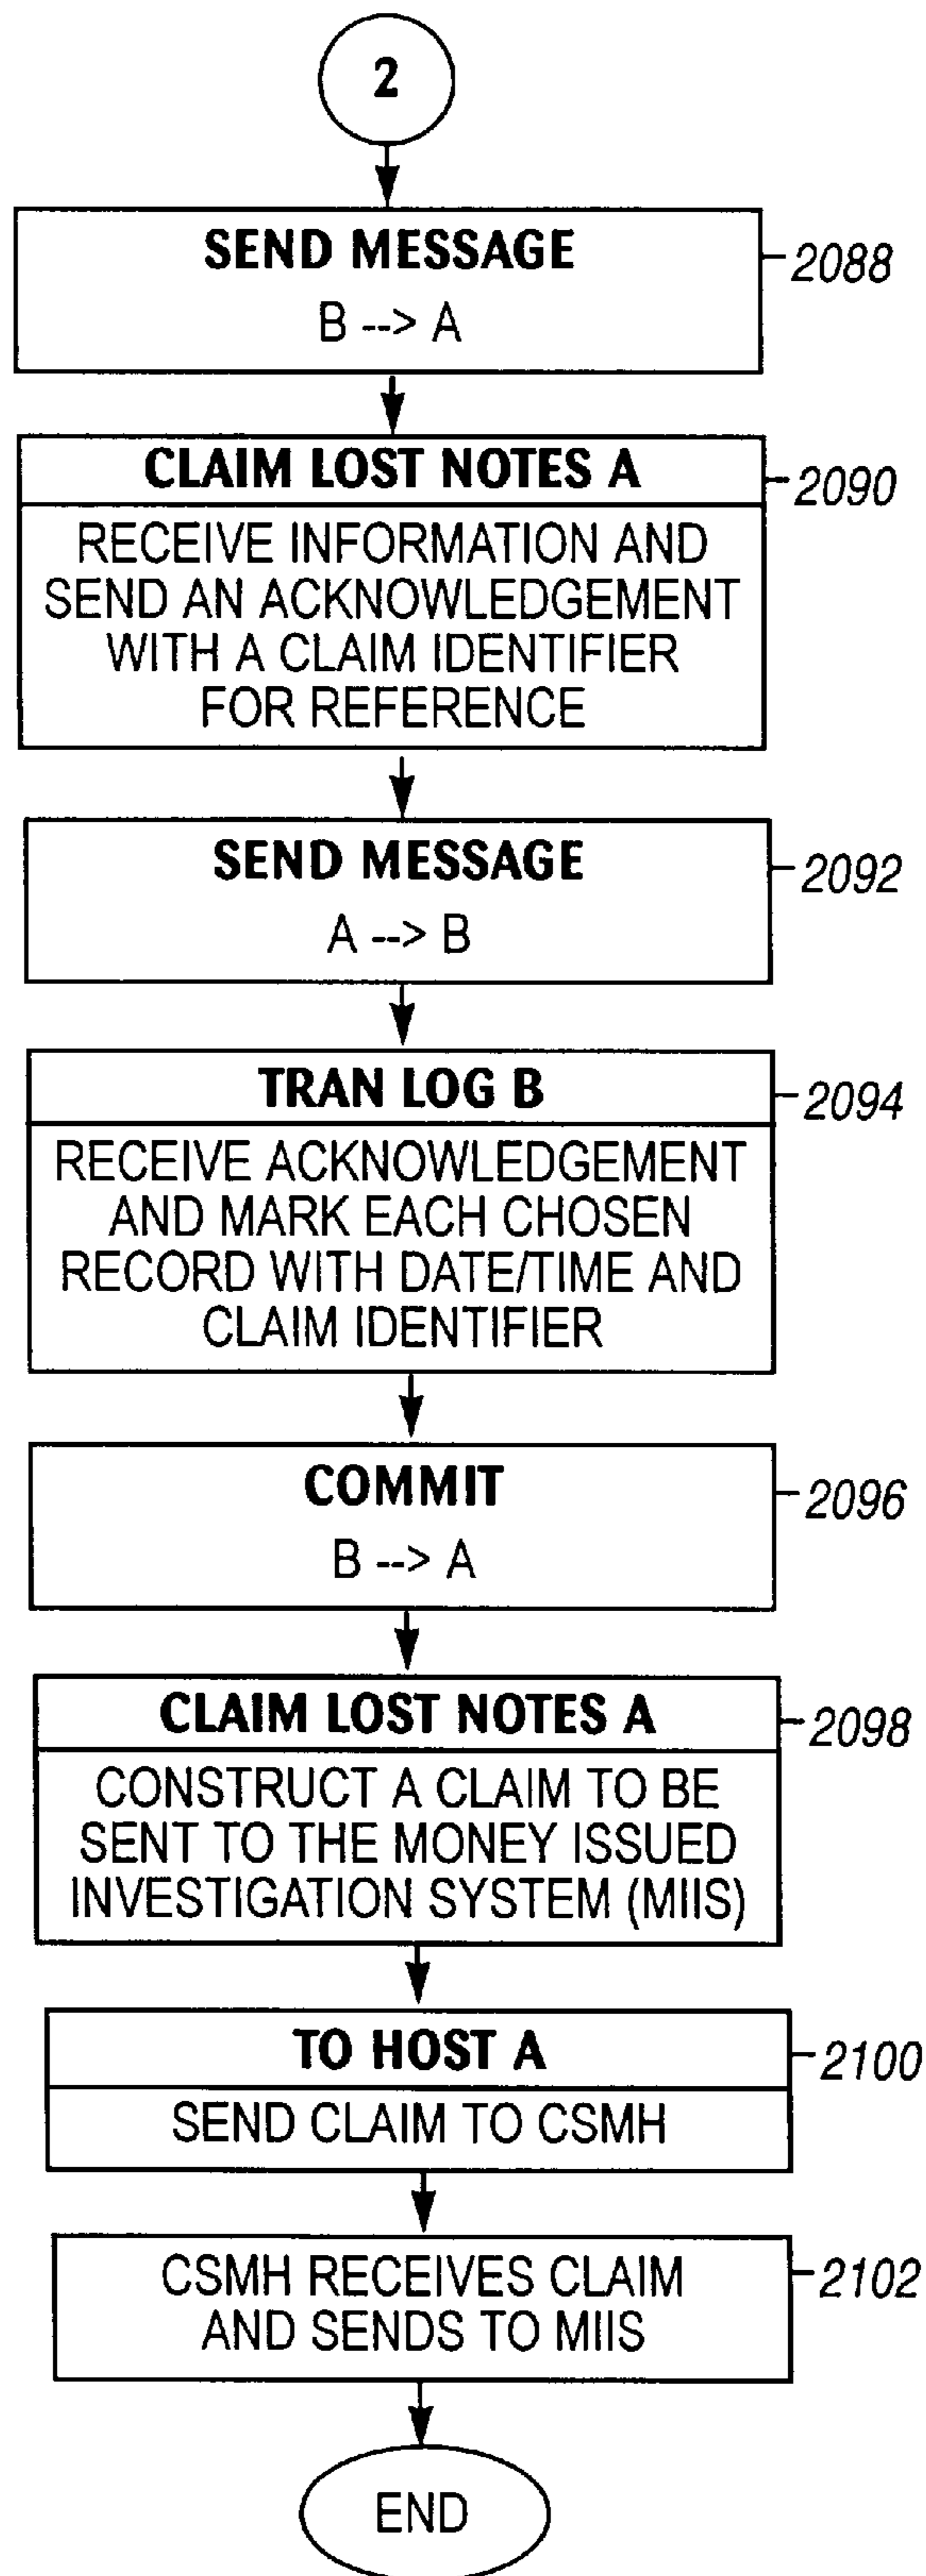 2
SEND MESSAGE
2088
B --> A
CLAIM LOST NOTES A
2090
RECEIVE INFORMATION AND
SEND AN ACKNOWLEDGEMENT
WITH A CLAIM IDENTIFIER
FOR REFERENCE
SEND MESSAGE
2092
A --> B
TRAN LOG B
2094
RECEIVE ACKNOWLEDGEMENT
AND MARK EACH CHOSEN
RECORD WITH DATE/TIME AND
CLAIM IDENTIFIER
COMMIT
2096
B --> A
CLAIM LOST NOTES A
2098
CONSTRUCT A CLAIM TO BE
SENT TO THE MONEY ISSUED
INVESTIGATION SYSTEM (MIIS)
TO HOST A
2100
SEND CLAIM TO CSMH
CSMH RECEIVES CLAIM
2102
AND SENDS TO MIIS
END